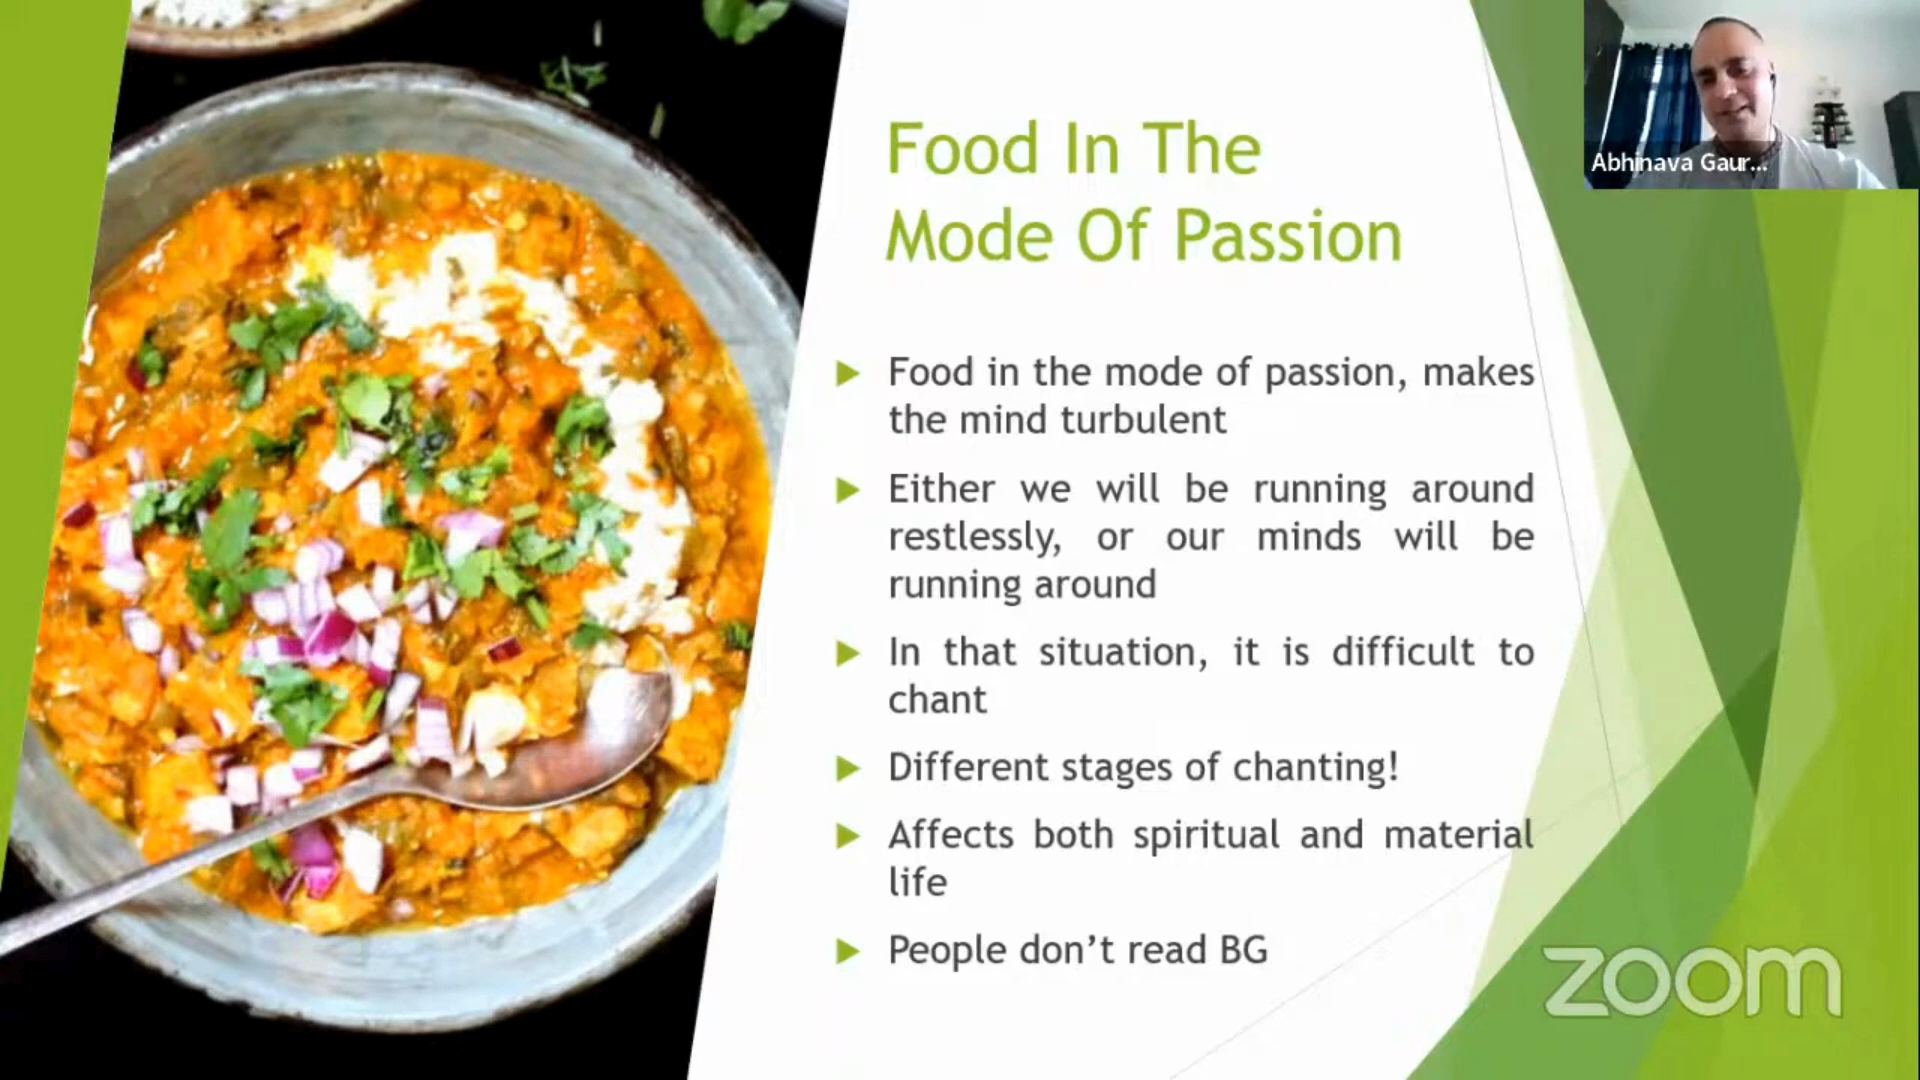 Food In The
Mode Of Passion
Food in the mode of passion, makes
the mind turbulent
Either we will be running around
restlessly, or our minds will be
running around
In that situation, it is difficult to
chant
Different stages of chanting!
Affects both spiritual and material
life
People don’t read BG
Abhinava Gaur...
zoom